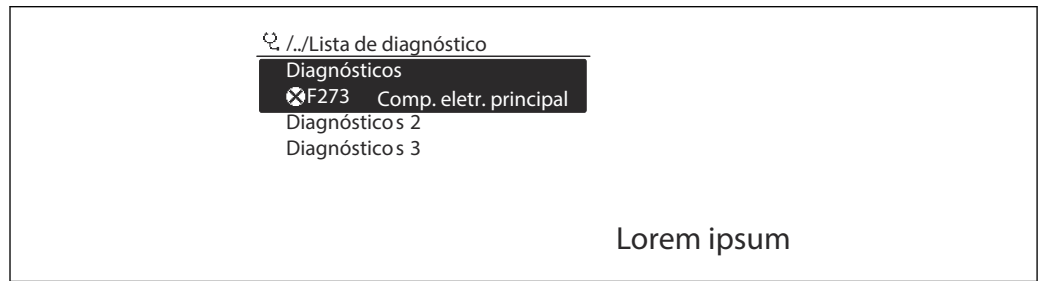 /../Lista de diagnóstico
Diagnósticos
F273 Comp. eletr. principal
Diagnósticos 2
Diagnósticos 3
Lorem ipsum